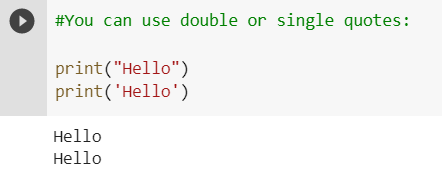 #You can use double or single quotes:
print("Hello")
print('Hello')
Hello
Hello